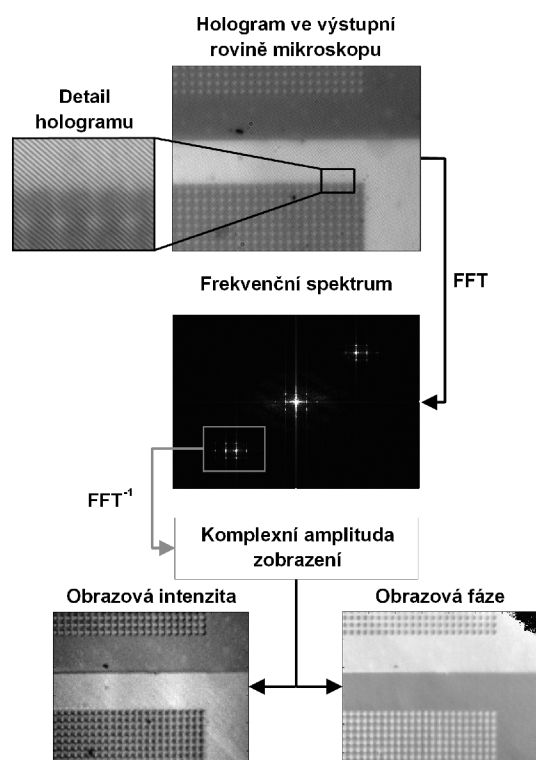 Hologram ve výstupní
rovině mikroskopu
Detail
hologramu
Frekvenční spektrum
FFT
FFT⁻¹
Komplexní amplituda
zobrazení
Obrazová intenzita
Obrazová fáze